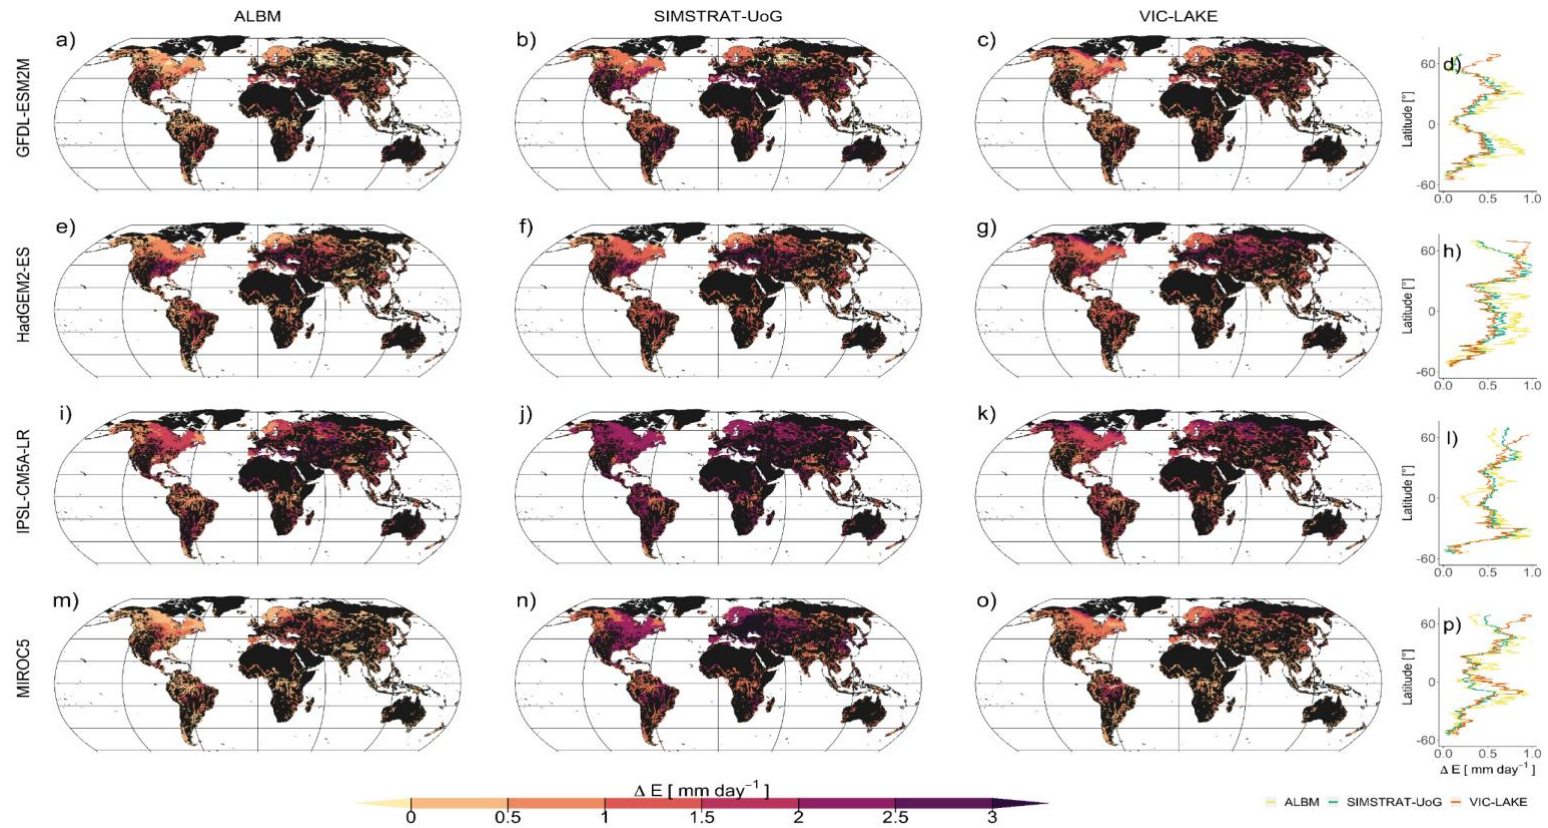 ALBM SIMSTRAT-UoG VIC-LAKE
GFDL-ESM2M
a) b) c) d)
60
0
-60
Latitude [°]
0.0 0.5 1.0
HadGEM2-ES
e) f) g) h)
60
0
-60
Latitude [°]
0.0 0.5 1.0
IPSL-CM5A-LR
i) j) k) l)
60
0
-60
Latitude [°]
0.0 0.5 1.0
MIROC5
m) n) o) p)
60
0
-60
Latitude [°]
0.0 0.5 1.0
Δ E [ mm day⁻¹ ]
Δ E [ mm day⁻¹ ]
0 0.5 1 1.5 2 2.5 3
ALBM SIMSTRAT-UoG VIC-LAKE